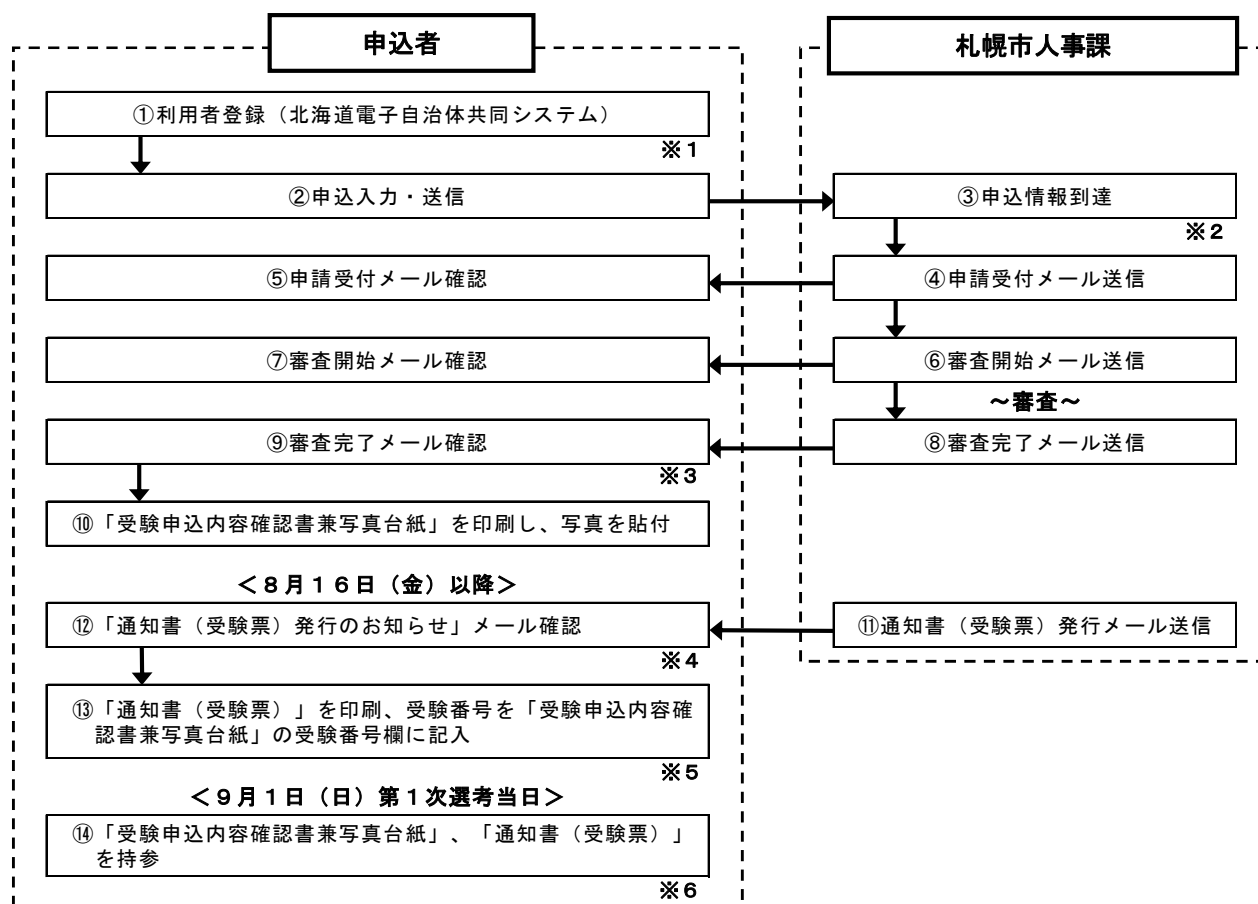 申込者
札幌市人事課
①利用者登録（北海道電子自治体共同システム）
※1
②申込入力・送信
③申込情報到達
※2
⑤申請受付メール確認
④申請受付メール送信
⑦審査開始メール確認
⑥審査開始メール送信
～審査～
⑨審査完了メール確認
⑧審査完了メール送信
※3
⑩「受験申込内容確認書兼写真台紙」を印刷し、写真を貼付
＜8月16日（金）以降＞
⑫「通知書（受験票）発行のお知らせ」メール確認
⑪通知書（受験票）発行メール送信
※4
⑬「通知書（受験票）」を印刷、受験番号を「受験申込内容確
認書兼写真台紙」の受験番号欄に記入
※5
＜9月1日（日）第1次選考当日＞
⑭「受験申込内容確認書兼写真台紙」、「通知書（受験票）」
を持参
※6